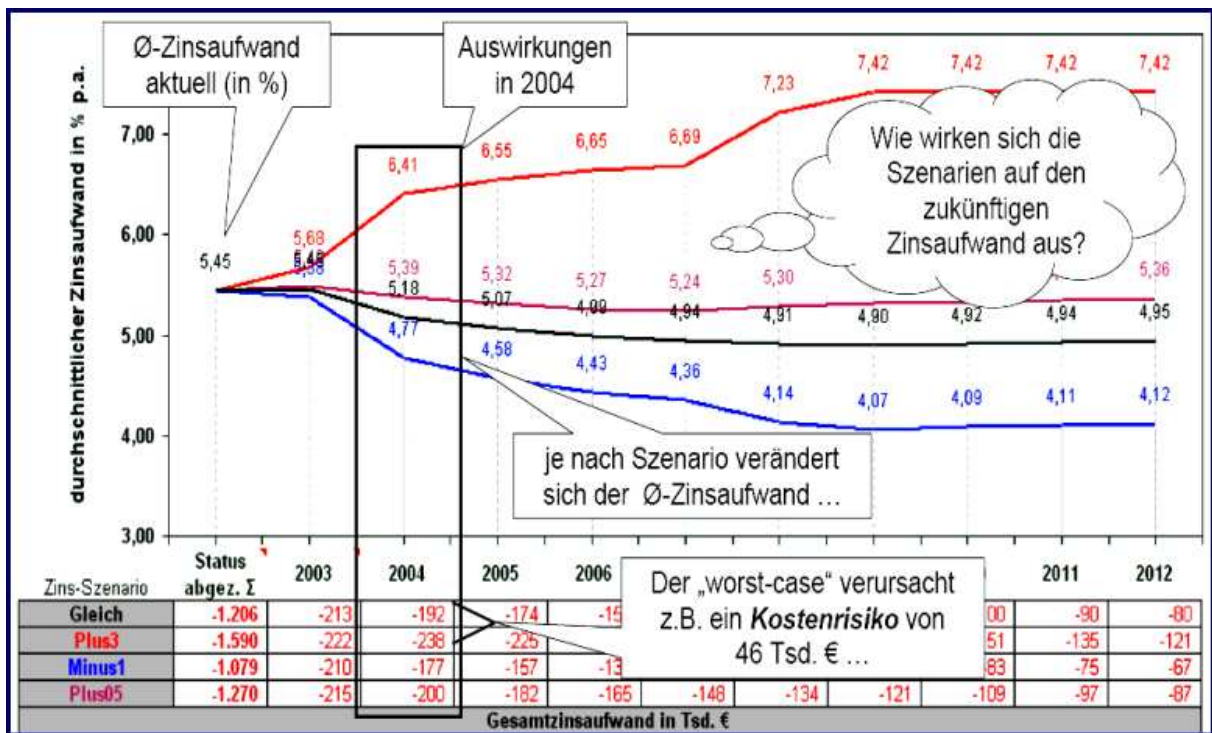 Ø-Zinsaufwand
aktuell (in %)
Auswirkungen
in 2004
Wie wirken sich die
Szenarien auf den
zukünftigen
Zinsaufwand aus?
durchschnittlicher Zinsaufwand in % p.a.
7,00
6,00
5,00
4,00
3,00
5,45
5,68 6,41 6,55 6,65 6,69 7,23 7,42 7,42 7,42 7,42
5,39 5,32 5,27 5,24 5,30 5,36
5,18 5,07 4,94 4,91 4,90 4,92 4,94 4,95
4,77 4,58 4,43 4,36 4,14 4,07 4,09 4,11 4,12
je nach Szenario verändert
sich der Ø-Zinsaufwand ...
Der „worst-case“ verursacht
z.B. ein Kostenrisiko von
46 Tsd. € ...
Zins-Szenario Status abgez. Σ 2003 2004 2005 2006 2011 2012
Gleich -1.206 -213 -192 -174 -90 -80
Plus3 -1.590 -222 -238 -225 -135 -121
Minus1 -1.079 -210 -177 -157 -75 -67
Plus05 -1.270 -215 -200 -182 -165 -148 -134 -121 -109 -97 -87
Gesamtzinsaufwand in Tsd. €